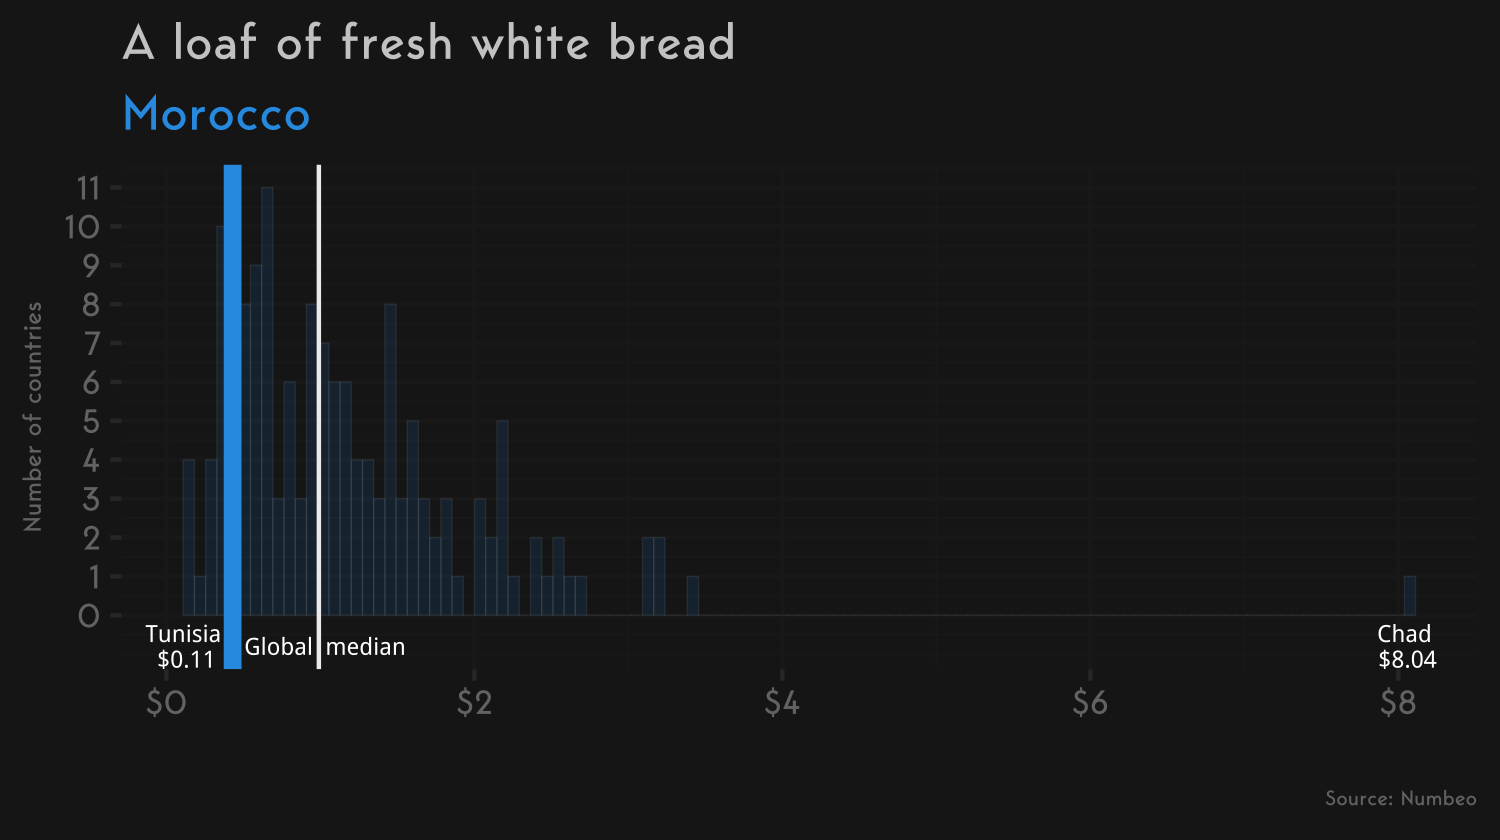 A loaf of fresh white bread
Morocco
Number of countries
11
10
9
8
7
6
5
4
3
2
1
0
Tunisia
$0.11
Global median
Chad
$8.04
$0 $2 $4 $6 $8
Source: Numbeo